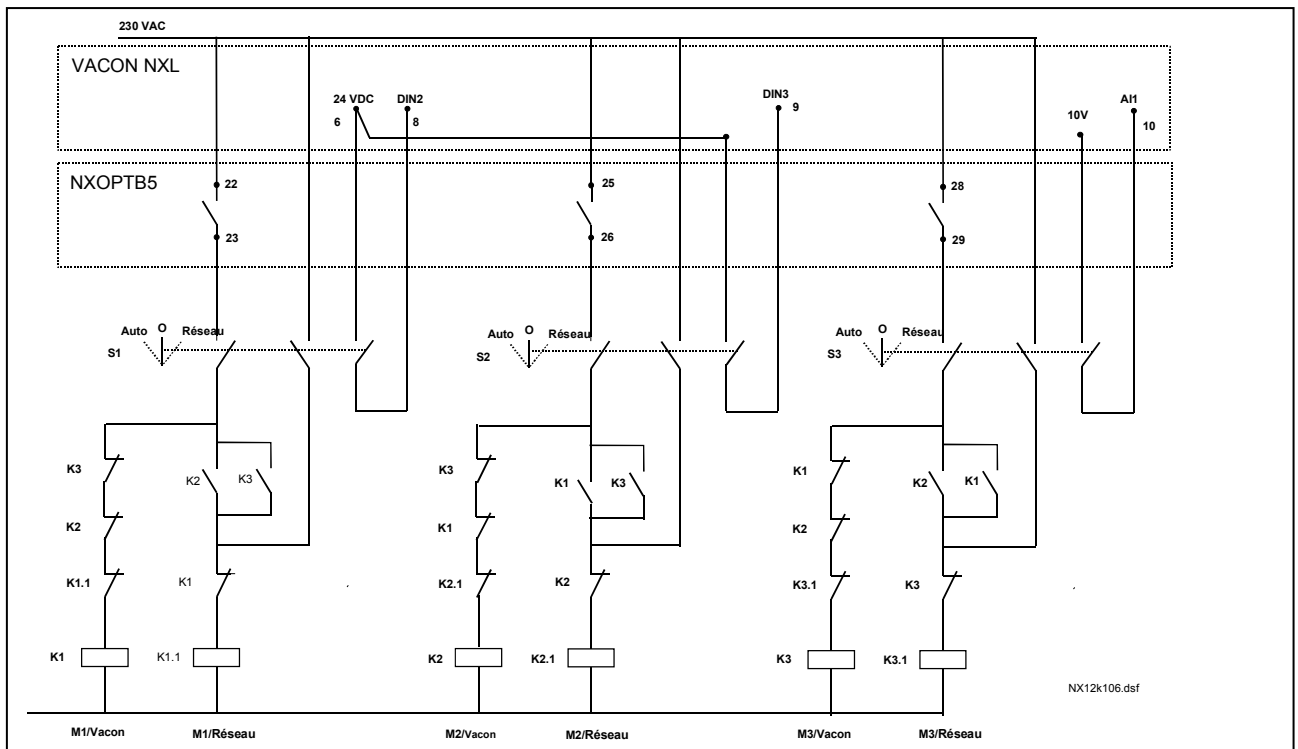 230 VAC
VACON NXL
24 VDC DIN2 DIN3 AI1
6 8 9 10V 10
NXOPTB5
22 25 28
23 26 29
Auto O Réseau Auto O Réseau Auto O Réseau
S1 S2 S3
K3 K2 K3 K3 K1 K3 K1 K2 K1
K2 K1 K2
K1.1 K1 K2.1 K2 K3.1 K3
K1 K1.1 K2 K2.1 K3 K3.1
NX12k106.dsf
M1/Vacon M1/Réseau M2/Vacon M2/Réseau M3/Vacon M3/Réseau